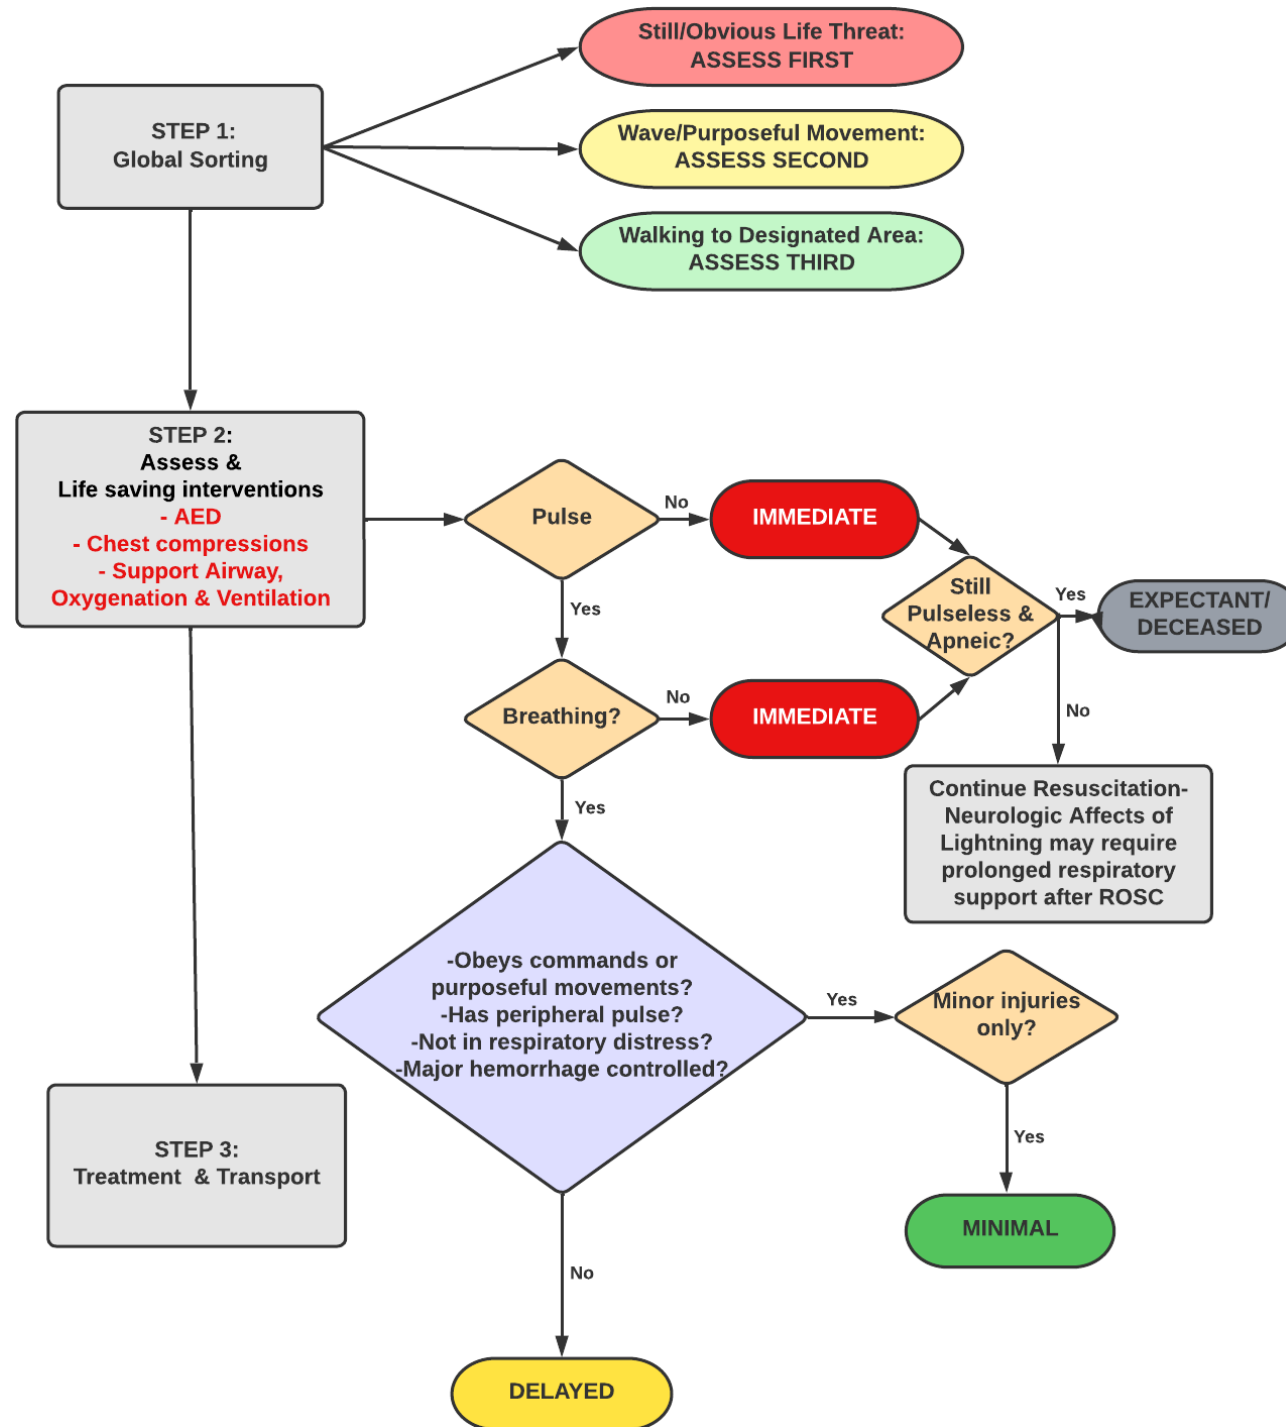 STEP 1:
Global Sorting
Still/Obvious Life Threat:
ASSESS FIRST
Wave/Purposeful Movement:
ASSESS SECOND
Walking to Designated Area:
ASSESS THIRD
STEP 2:
Assess &
Life saving interventions
- AED
- Chest compressions
- Support Airway,
Oxygenation & Ventilation
Pulse
No
IMMEDIATE
Still
Pulseless &
Apneic?
Yes
EXPECTANT/
DECEASED
Yes
Breathing?
No
IMMEDIATE
No
Continue Resuscitation-
Neurologic Affects of
Lightning may require
prolonged respiratory
support after ROSC
Yes
-Obeys commands or
purposeful movements?
-Has peripheral pulse?
-Not in respiratory distress?
-Major hemorrhage controlled?
Yes
Minor injuries
only?
Yes
MINIMAL
STEP 3:
Treatment & Transport
No
DELAYED